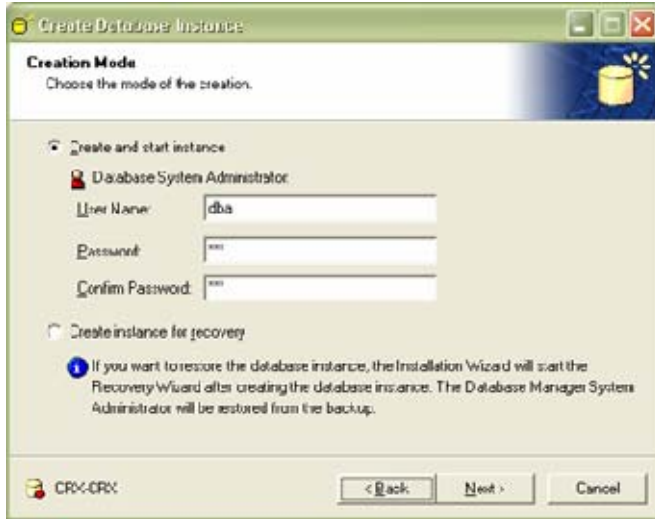 Create Database Instance
Creation Mode
Choose the mode of the creation.
Create and start instance
Database System Administrator
User Name: dba
Password: ***
Confirm Password: ***
Create instance for recovery
If you want to restore the database instance, the Installation Wizard will start the
Recovery Wizard after creating the database instance. The Database Manager System
Administrator will be restored from the backup.
CRX-CRX
< Back
Next >
Cancel